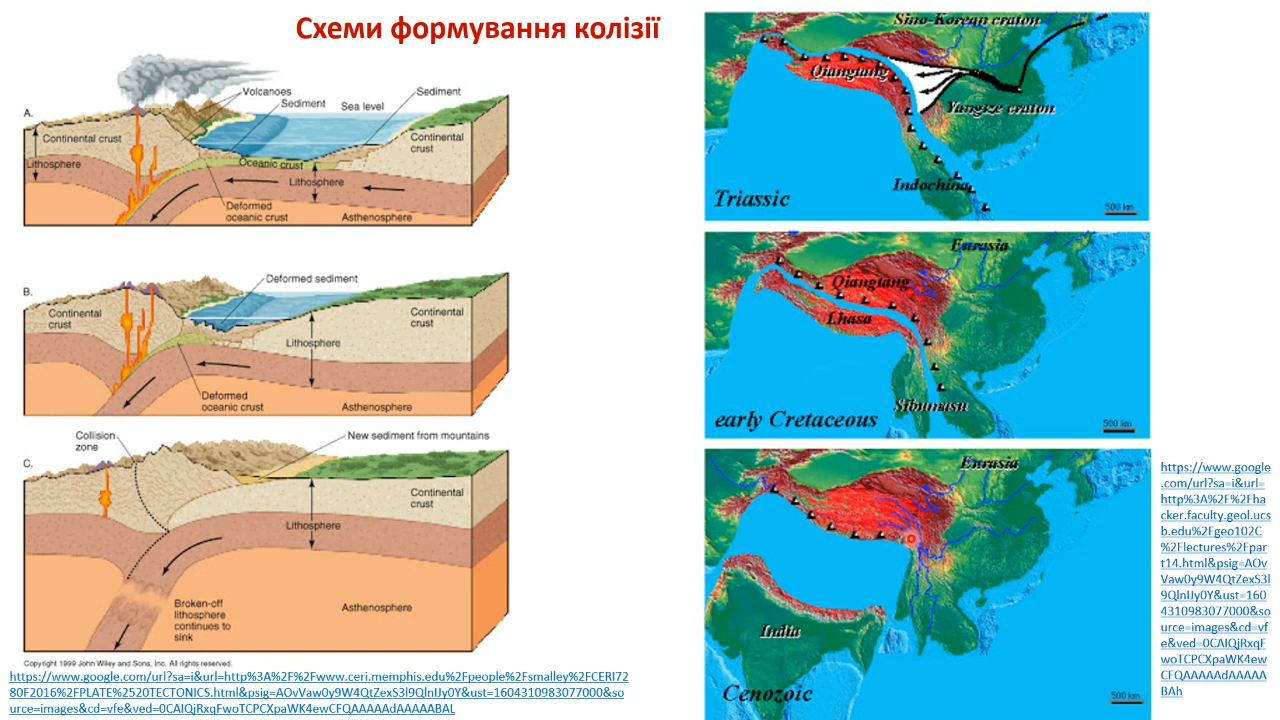 Схеми формування колізії
A.
Volcanoes
Sediment
Sea level
Sediment
Continental crust
Lithosphere
Continental
crust
Oceanic crust
Lithosphere
Deformed
oceanic crust
Asthenosphere
B.
Deformed sediment
Continental
crust
Continental
crust
Lithosphere
Deformed
oceanic crust
Asthenosphere
Collision
zone
New sediment from mountains
C.
Continental
crust
Lithosphere
Broken-off
lithosphere
continues to
sink
Asthenosphere
Copyright 1999 John Wiley and Sons, Inc. All rights reserved.
https://www.google.com/url?sa=i&url=http%3A%2F%2Fwww.ceri.memphis.edu%2Fpeople%2Fsmalley%2FCERI72
80F2016%2FPLATE%2520TECTONICS.html&psig=AOvVaw0y9W4QtZexS3l9QlnIJy0Y&ust=1604310983077000&so
urce=images&cd=vfe&ved=0CAIQjRxqFwoTCPCXpaWK4ewCFQAAAAAdAAAAABAL
Sino-Korean craton
Qiangtang
Yangtze craton
Indochina
Triassic
500 km
Eurasia
Qiangtang
Lhasa
Sibumasu
early Cretaceous
500 km
Eurasia
India
Cenozoic
500 km
https://www.google
.com/url?sa=i&url=
http%3A%2F%2Fha
cker.faculty.geol.ucs
b.edu%2Fgeo102C
%2Flectures%2Fpar
t14.html&psig=AOv
Vaw0y9W4QtZexS3l
9QlnIJy0Y&ust=160
4310983077000&so
urce=images&cd=vf
e&ved=0CAIQjRxqF
woTCPCXpaWK4ew
CFQAAAAAdAAAAA
BAh